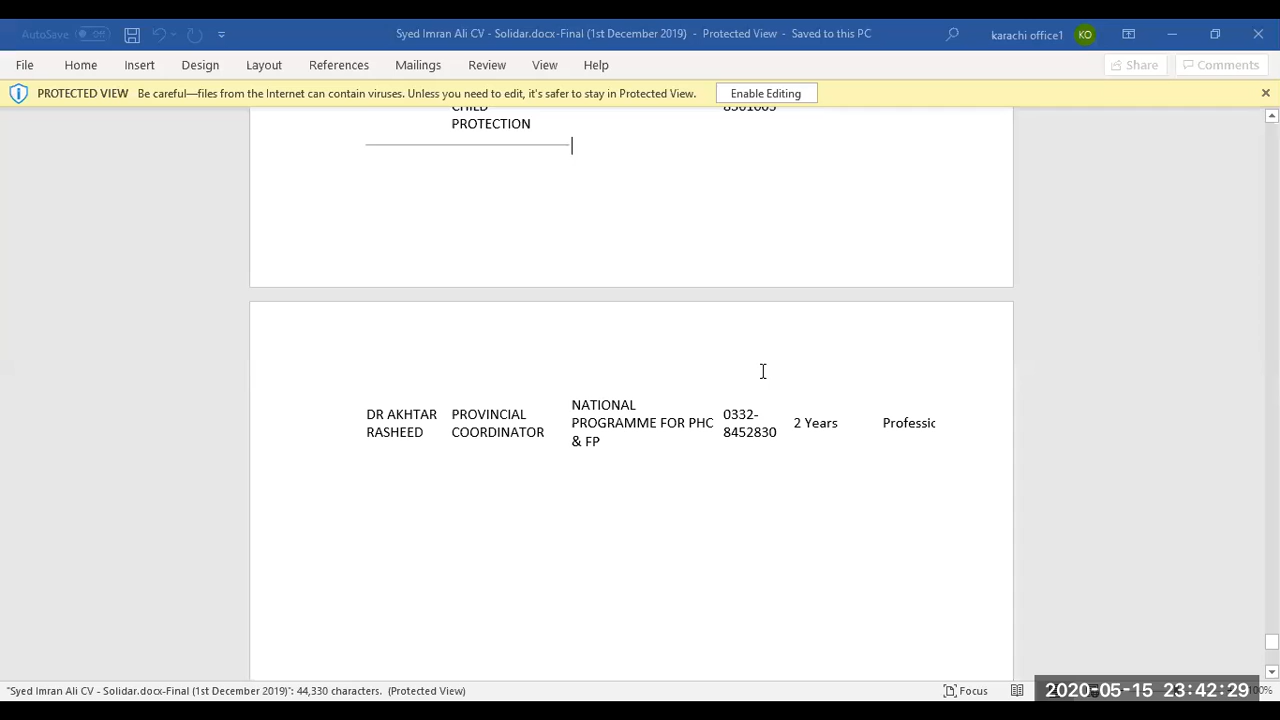 AutoSave Off
Syed Imran Ali CV - Solidar.docx-Final (1st December 2019) - Protected View - Saved to this PC
karachi office1 KO
File Home Insert Design Layout References Mailings Review View Help Share Comments
PROTECTED VIEW Be careful—files from the Internet can contain viruses. Unless you need to edit, it's safer to stay in Protected View. Enable Editing
CHILD
PROTECTION
DR AKHTAR
RASHEED
PROVINCIAL
COORDINATOR
NATIONAL
PROGRAMME FOR PHC
& FP
0332-
8452830
2 Years
Professic
"Syed Imran Ali CV - Solidar.docx-Final (1st December 2019)": 44,330 characters. (Protected View)
Focus
2020-05-15 23:42:29